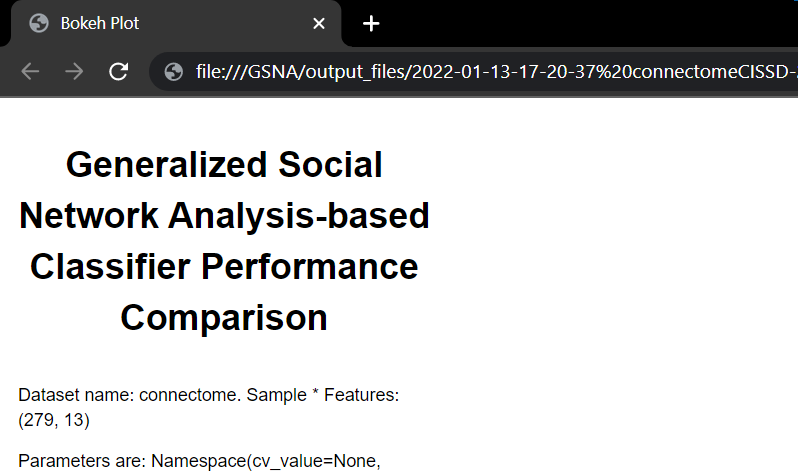 Bokeh Plot
file:///GSNA/output_files/2022-01-13-17-20-37%20connectomeCISSD-
Generalized Social
Network Analysis-based
Classifier Performance
Comparison
Dataset name: connectome. Sample * Features:
(279, 13)
Parameters are: Namespace(cv_value=None,